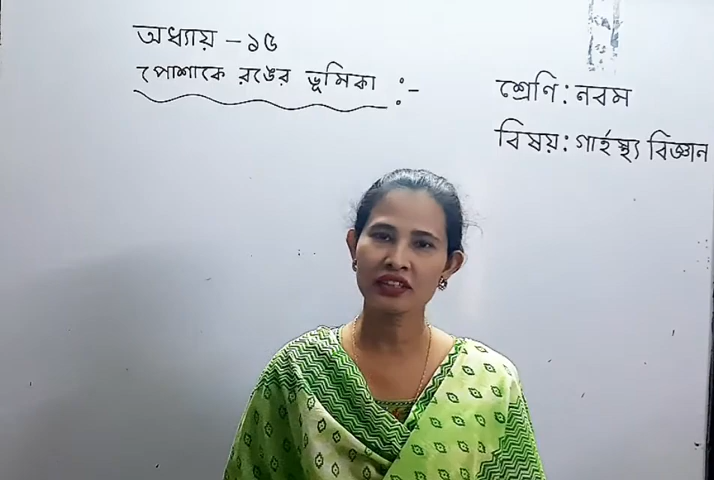 অধ্যায় - ১৫
পোশাকে রঙের ভূমিকা :-
শ্রেণি : নবম
বিষয় : গার্হস্থ্য বিজ্ঞান